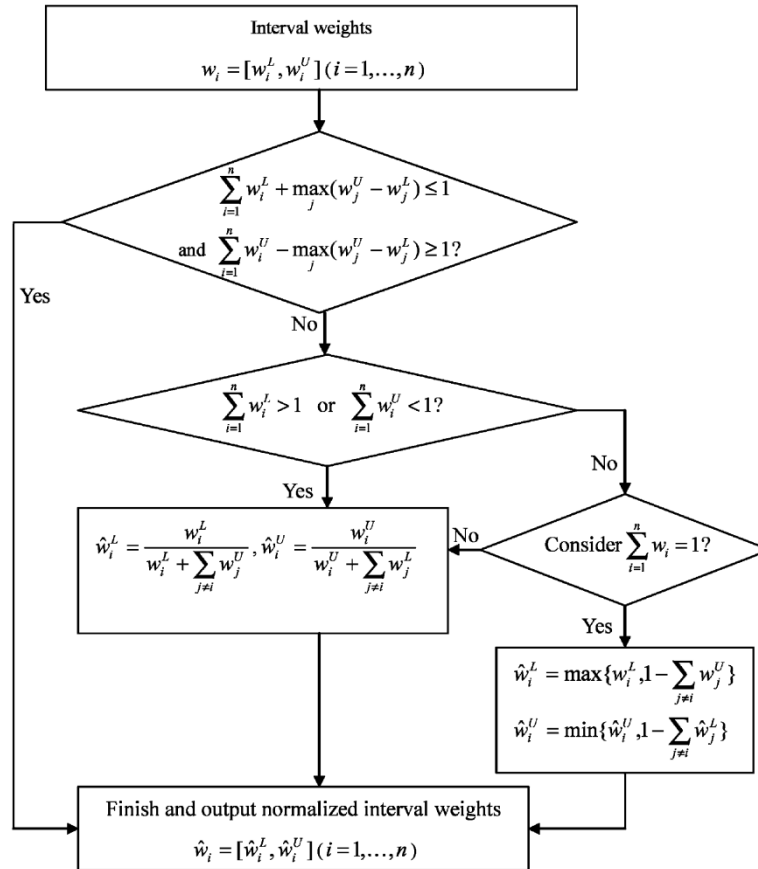 Interval weights
w_i = [w_i^L, w_i^U] (i = 1,…,n)
∑_{i=1}^{n} w_i^L + max_j (w_j^U − w_j^L) ≤ 1
and ∑_{i=1}^{n} w_i^U − max_j (w_j^U − w_j^L) ≥ 1?
Yes
No
∑_{i=1}^{n} w_i^L > 1 or ∑_{i=1}^{n} w_i^U < 1?
No
Yes
ŵ_i^L = w_i^L / (w_i^L + ∑_{j≠i} w_j^U), ŵ_i^U = w_i^U / (w_i^U + ∑_{j≠i} w_j^L)
No
Consider ∑_{i=1}^{n} w_i = 1?
Yes
ŵ_i^L = max{w_i^L, 1 − ∑_{j≠i} w_j^U}
ŵ_i^U = min{ŵ_i^U, 1 − ∑_{j≠i} ŵ_j^L}
Finish and output normalized interval weights
ŵ_i = [ŵ_i^L, ŵ_i^U] (i = 1,…,n)